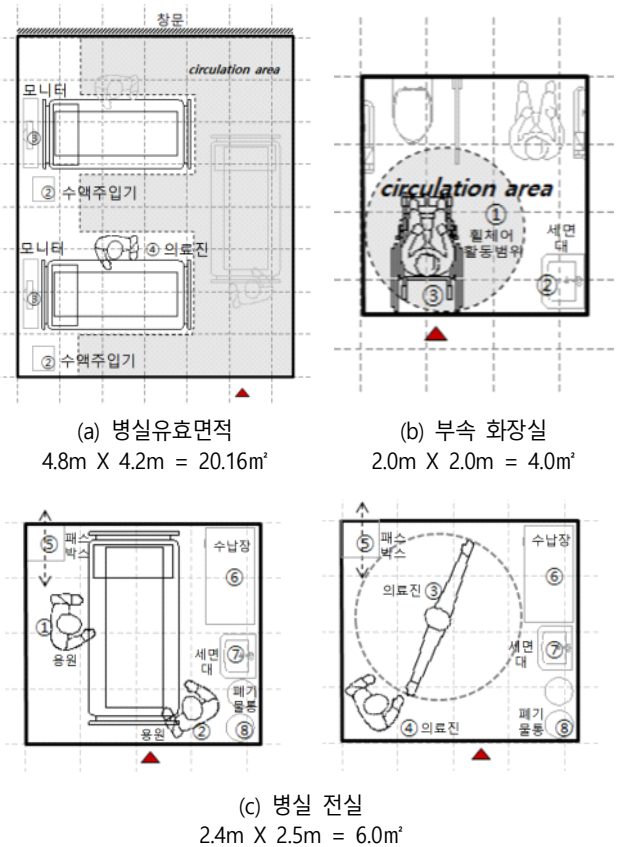 창문
circulation area
모니터
③
② 수액주입기
모니터
④ 의료진
③
② 수액주입기
(a) 병실유효면적
4.8m X 4.2m = 20.16㎡
circulation area
①
휠체어
활동범위
세면
대
②
③
(b) 부속 화장실
2.0m X 2.0m = 4.0㎡
⑤ 패스
박스
수납장
⑥
①
용원
세면
대
⑦
폐기
물통
용원
②
⑧
⑤ 패스
박스
수납장
⑥
의료진 ③
세면
대
⑦
폐기
물통
④ 의료진
⑧
(c) 병실 전실
2.4m X 2.5m = 6.0㎡